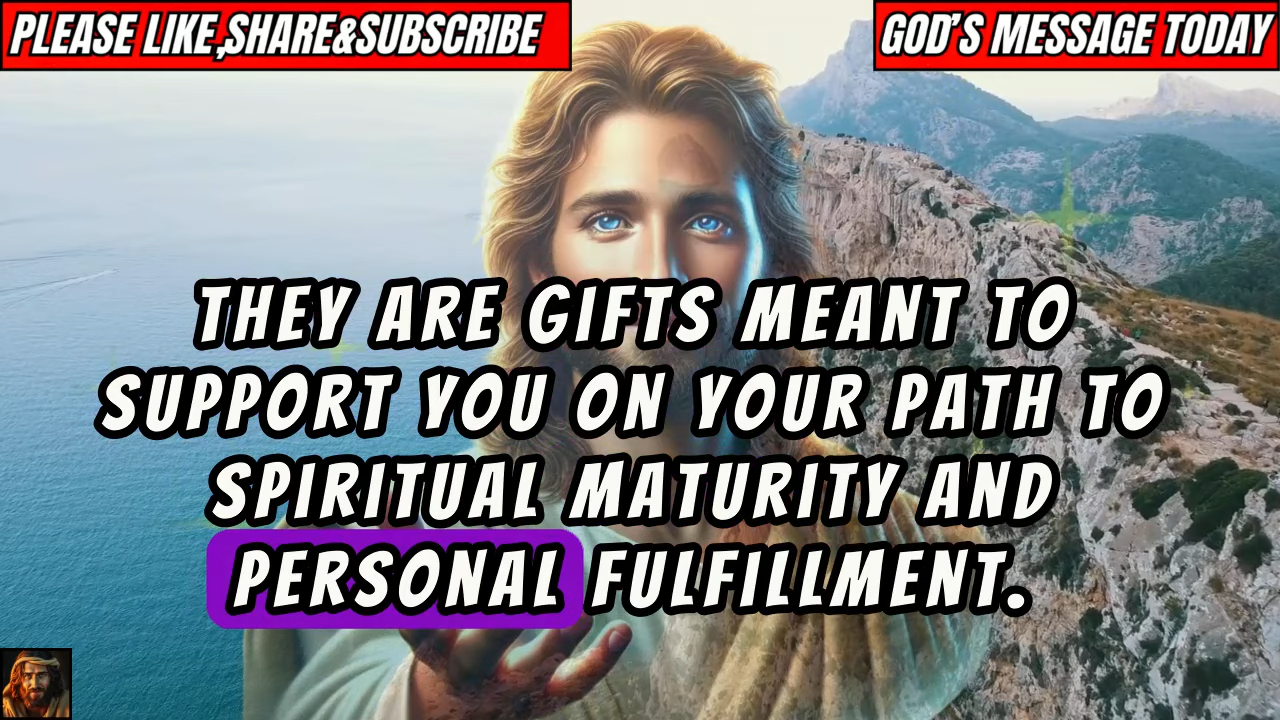 PLEASE LIKE,SHARE&SUBSCRIBE
GOD'S MESSAGE TODAY
THEY ARE GIFTS MEANT TO
SUPPORT YOU ON YOUR PATH TO
SPIRITUAL MATURITY AND
PERSONAL FULFILLMENT.